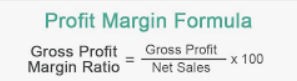 Profit Margin Formula
Gross Profit
Margin Ratio = Gross Profit
Net Sales x 100